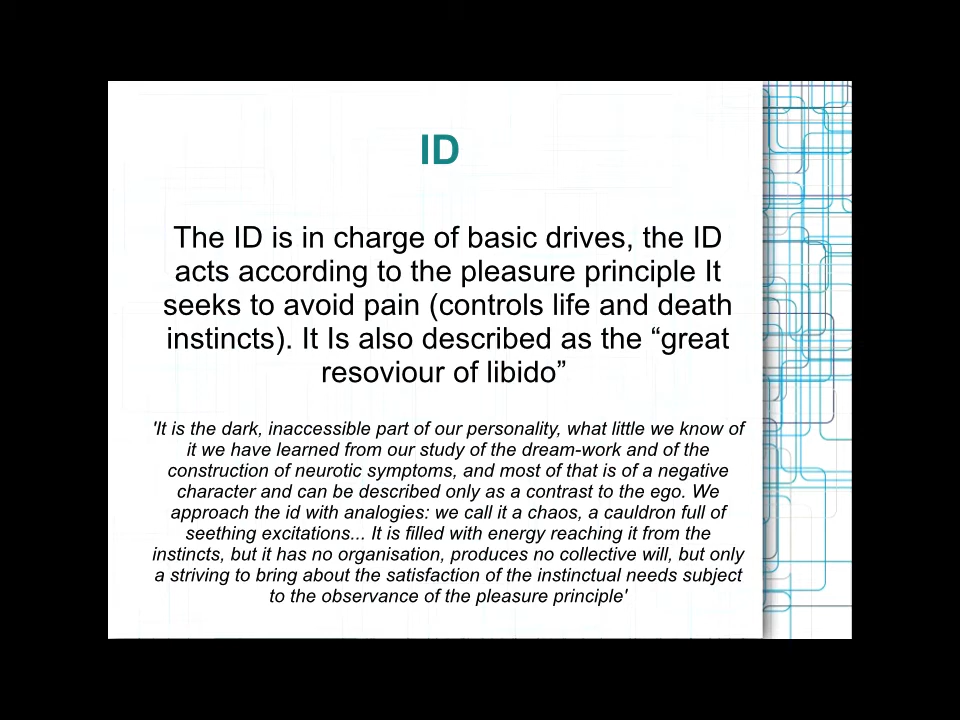 ID
The ID is in charge of basic drives, the ID
acts according to the pleasure principle It
seeks to avoid pain (controls life and death
instincts). It Is also described as the “great
resoviour of libido”
'It is the dark, inaccessible part of our personality, what little we know of
it we have learned from our study of the dream-work and of the
construction of neurotic symptoms, and most of that is of a negative
character and can be described only as a contrast to the ego. We
approach the id with analogies: we call it a chaos, a cauldron full of
seething excitations... It is filled with energy reaching it from the
instincts, but it has no organisation, produces no collective will, but only
a striving to bring about the satisfaction of the instinctual needs subject
to the observance of the pleasure principle'